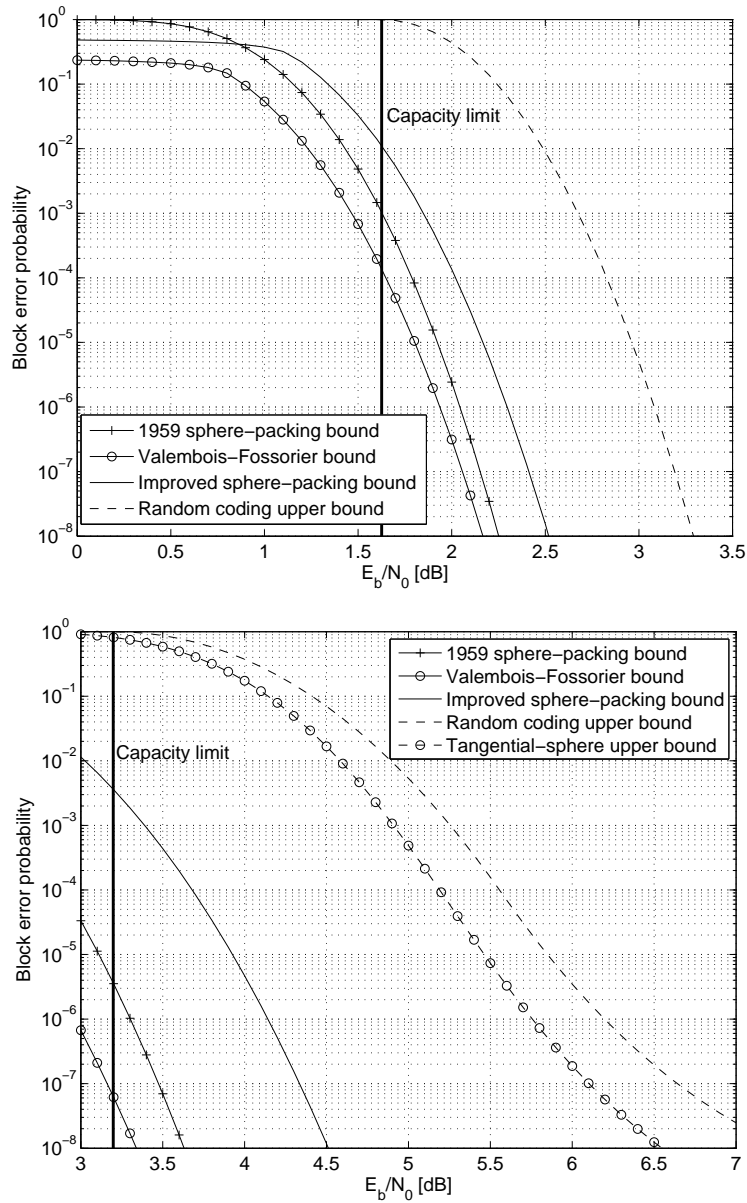 10^0
10^-1
10^-2
10^-3
10^-4
10^-5
10^-6
10^-7
10^-8
Block error probability
Capacity limit
1959 sphere−packing bound
Valembois−Fossorier bound
Improved sphere−packing bound
Random coding upper bound
0 0.5 1 1.5 2 2.5 3 3.5
E_b/N_0 [dB]
10^0
10^-1
10^-2
10^-3
10^-4
10^-5
10^-6
10^-7
10^-8
Block error probability
1959 sphere−packing bound
Valembois−Fossorier bound
Improved sphere−packing bound
Random coding upper bound
Tangential−sphere upper bound
Capacity limit
3 3.5 4 4.5 5 5.5 6 6.5 7
E_b/N_0 [dB]